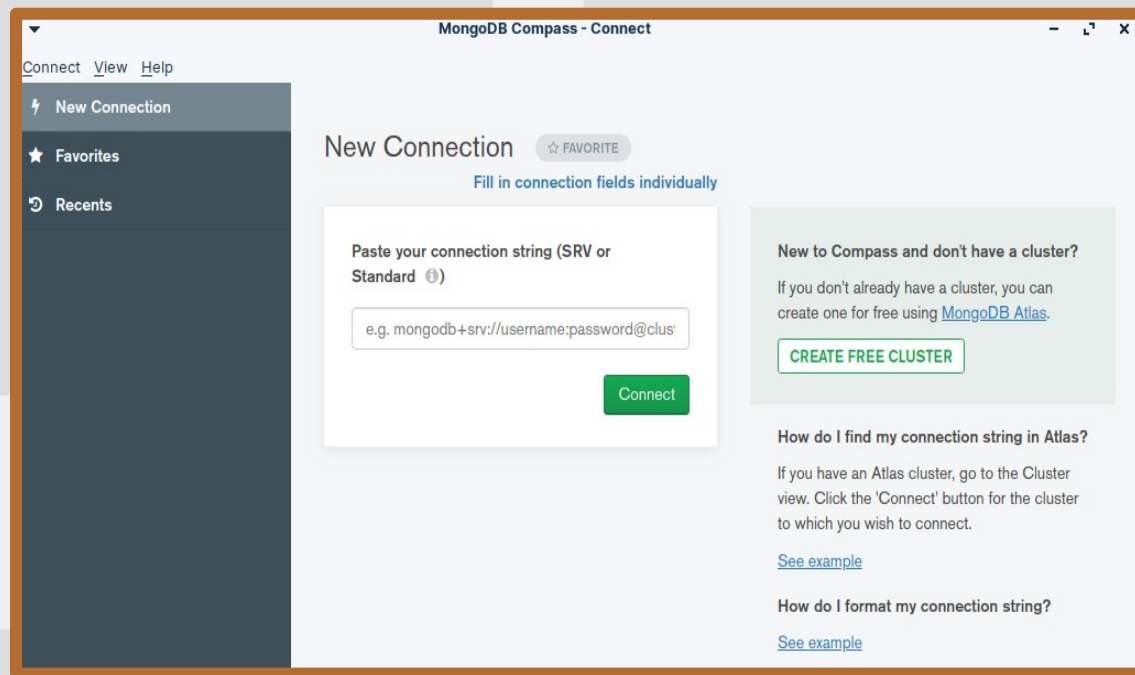 MongoDB Compass - Connect
Connect View Help
New Connection
Favorites
Recents
New Connection
FAVORITE
Fill in connection fields individually
Paste your connection string (SRV or
Standard )
e.g. mongodb+srv://username:password@clus
Connect
New to Compass and don't have a cluster?
If you don't already have a cluster, you can
create one for free using MongoDB Atlas.
CREATE FREE CLUSTER
How do I find my connection string in Atlas?
If you have an Atlas cluster, go to the Cluster
view. Click the 'Connect' button for the cluster
to which you wish to connect.
See example
How do I format my connection string?
See example